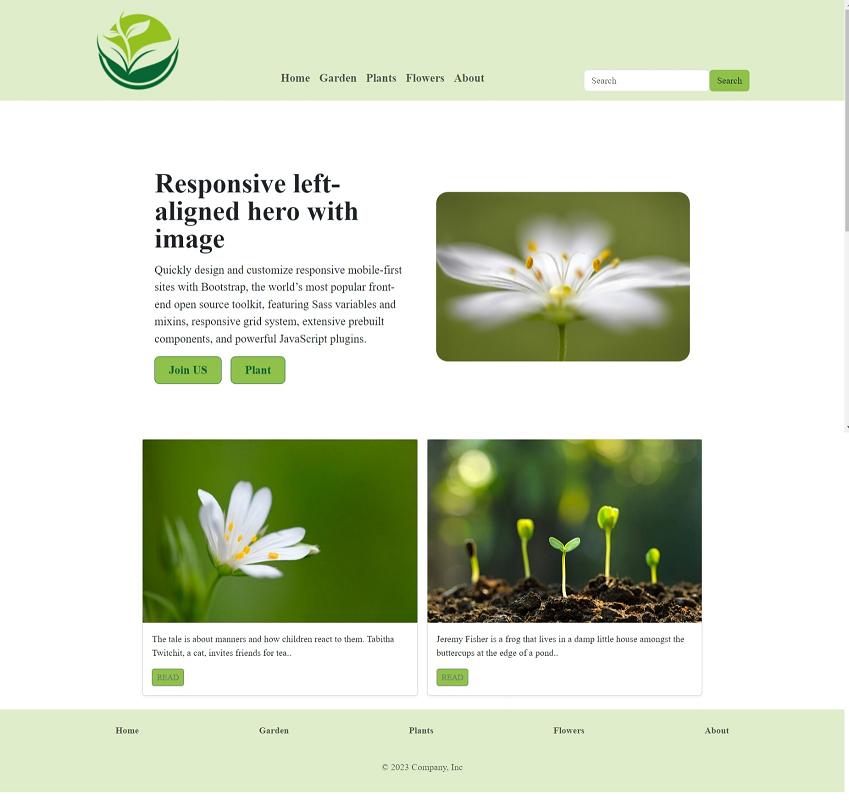 Home Garden Plants Flowers About
Search Search
Responsive left-
aligned hero with
image
Quickly design and customize responsive mobile-first
sites with Bootstrap, the world’s most popular front-
end open source toolkit, featuring Sass variables and
mixins, responsive grid system, extensive prebuilt
components, and powerful JavaScript plugins.
Join US Plant
The tale is about manners and how children react to them. Tabitha
Twitchit, a cat, invites friends for tea..
READ
Jeremy Fisher is a frog that lives in a damp little house amongst the
buttercups at the edge of a pond..
READ
Home Garden Plants Flowers About
© 2023 Company, Inc